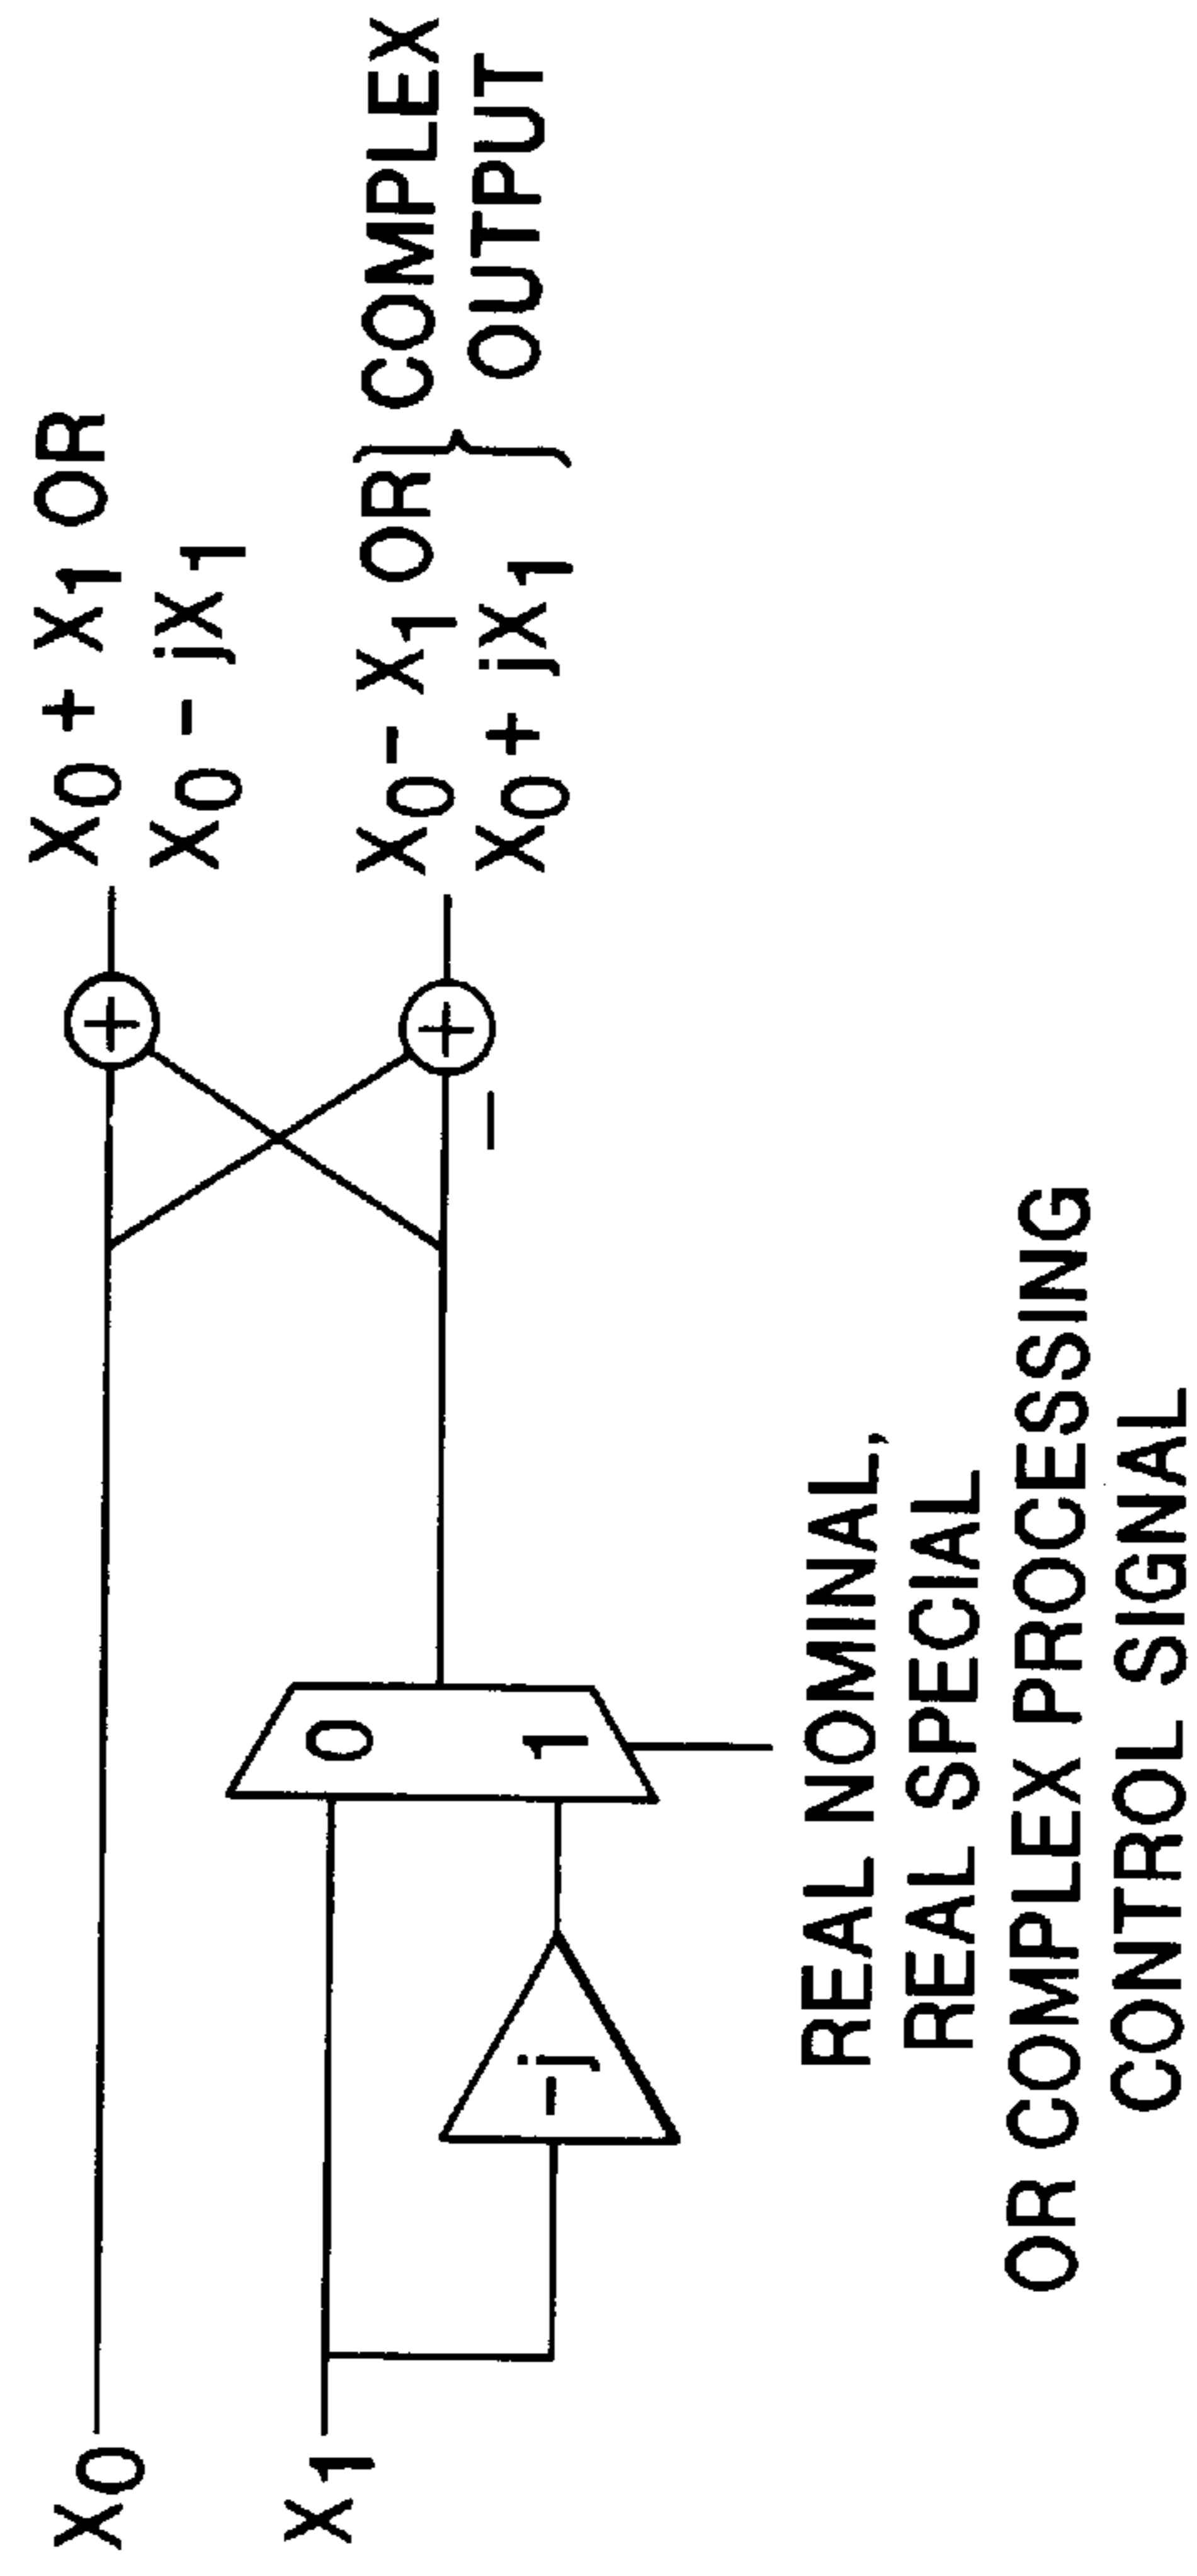 X0
X1
-j
0
1
REAL NOMINAL,
REAL SPECIAL
OR COMPLEX PROCESSING
CONTROL SIGNAL
+
+
−
X0 + X1 OR
X0 - jX1
X0 - X1 OR
X0 + jX1
} COMPLEX
OUTPUT